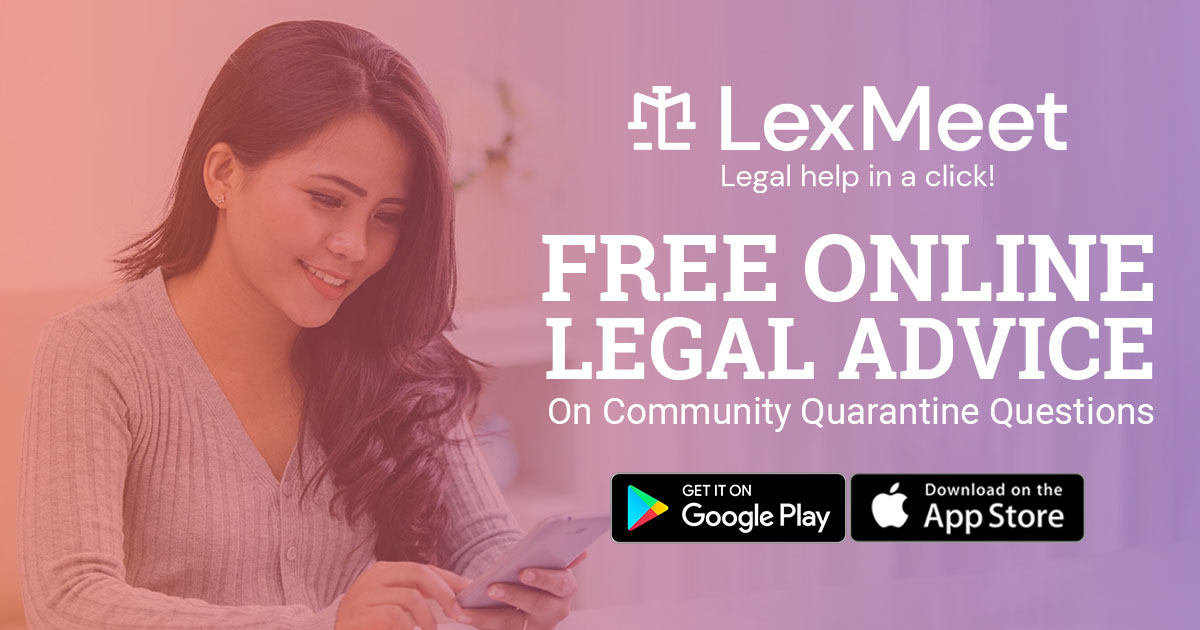 LexMeet
Legal help in a click!
FREE ONLINE
LEGAL ADVICE
On Community Quarantine Questions
GET IT ON
Google Play
Download on the
App Store